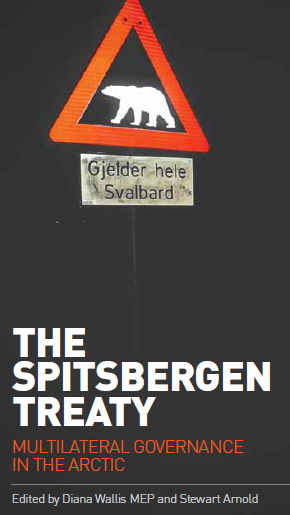 Gjelder hele
Svalbard
THE
SPITSBERGEN
TREATY
MULTILATERAL GOVERNANCE
IN THE ARCTIC
Edited by Diana Wallis MEP and Stewart Arnold